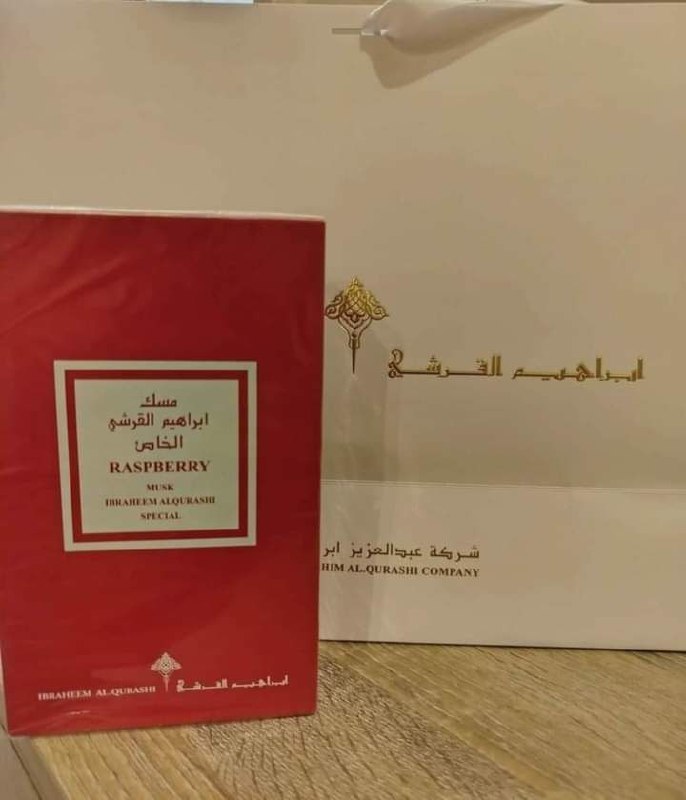 مسك
ابراهيم القرشي
الخاص
RASPBERRY
MUSK
IBRAHEEM ALQURASHI
SPECIAL
IBRAHEEM AL.QURASHI
ابراهيم القرشي
ابراهيم القرشي
شركة عبدالعزيز ابر
HIM AL.QURASHI COMPANY